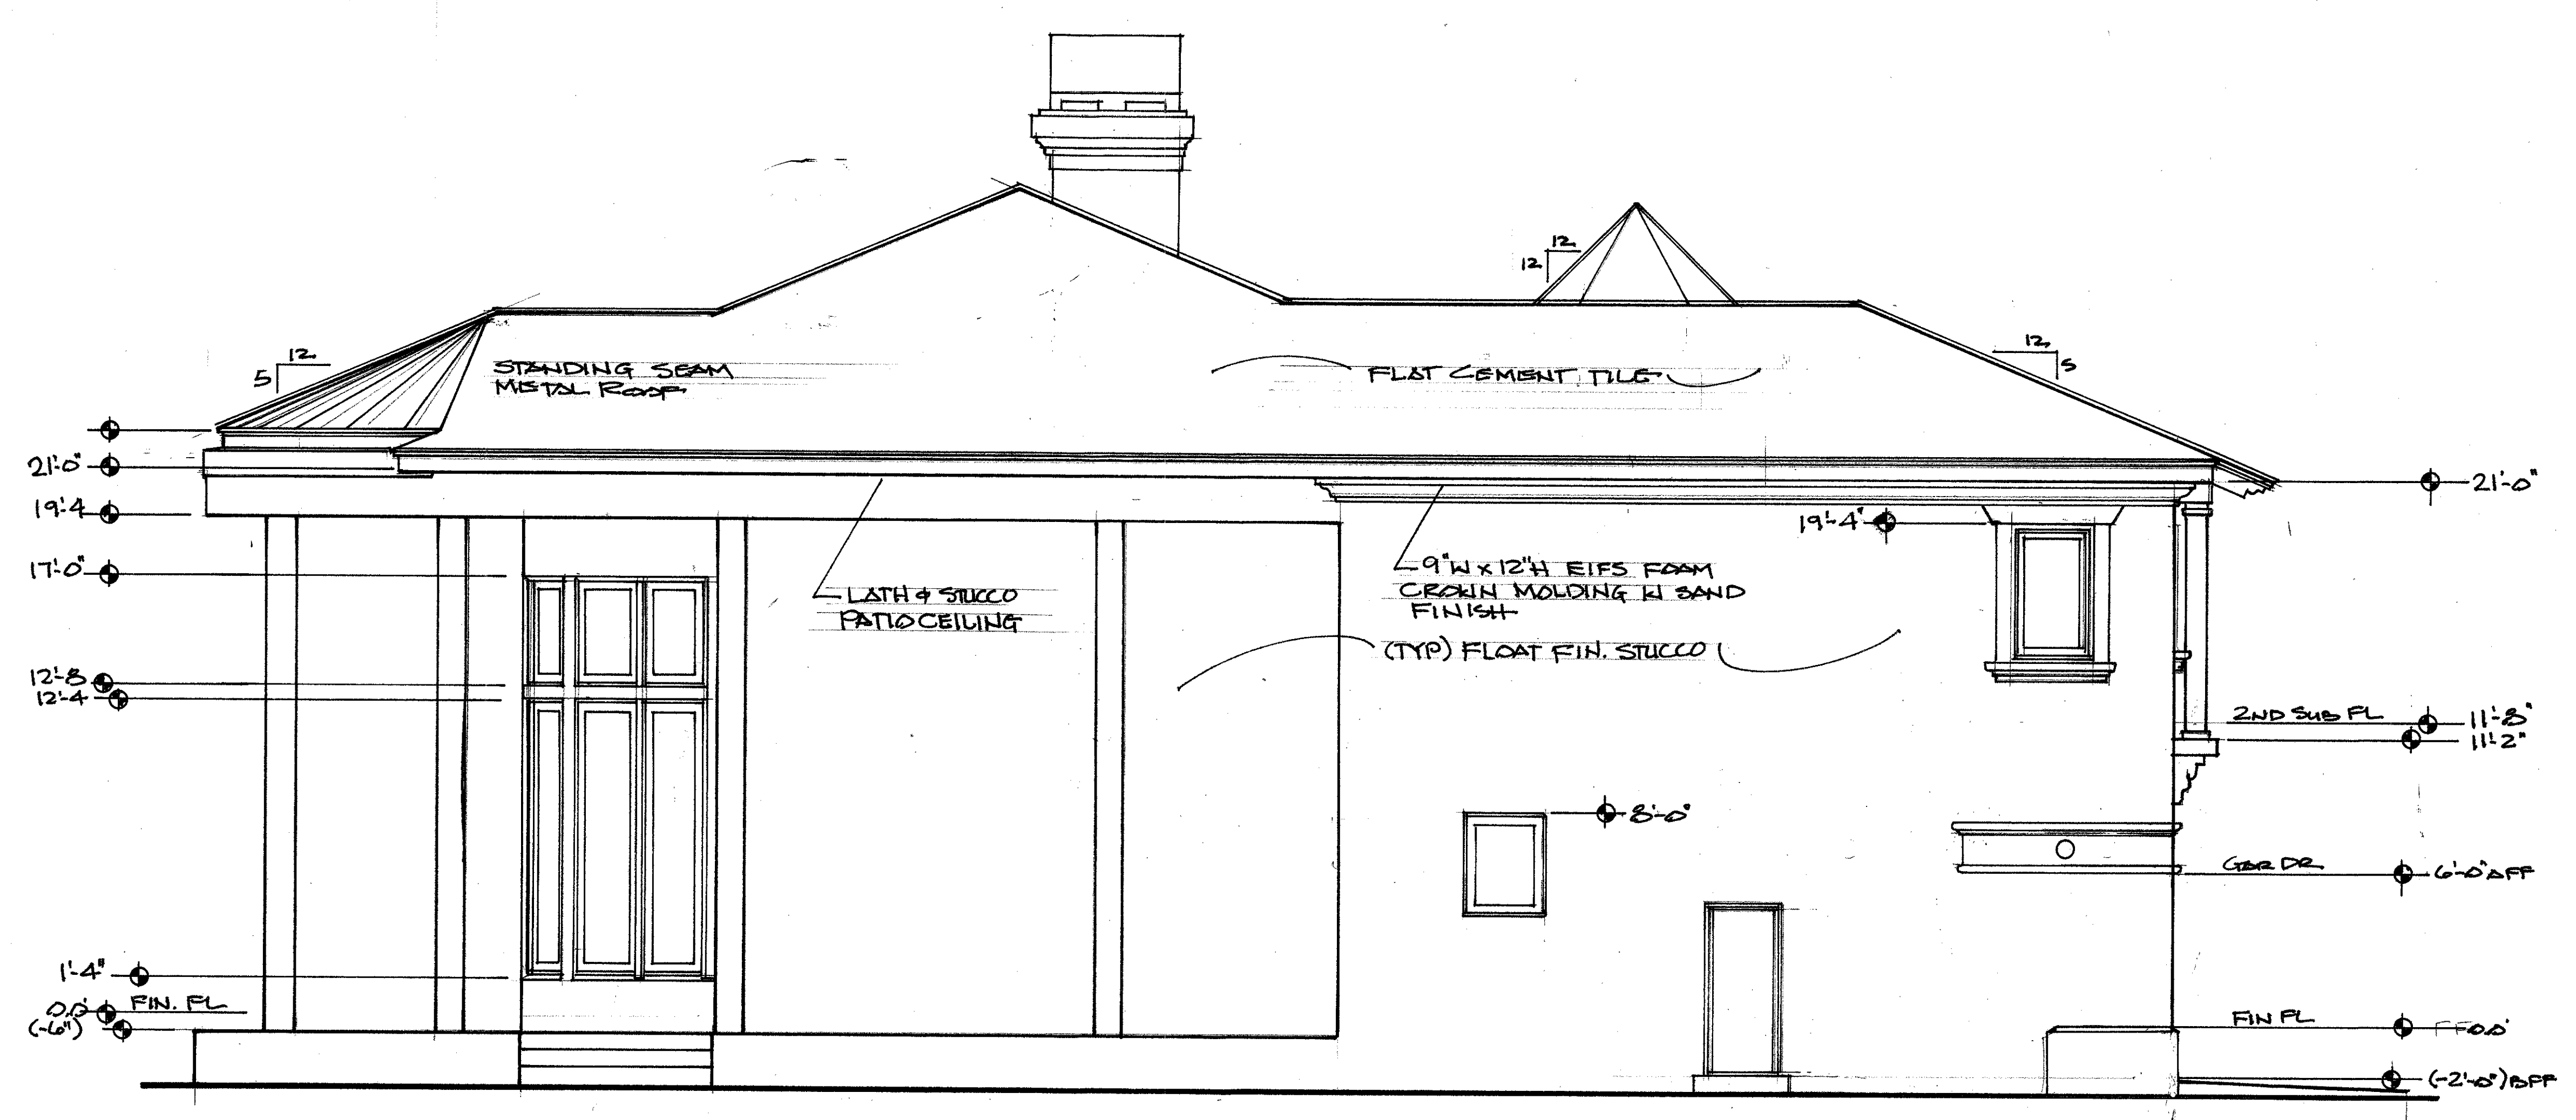 12
12
12
5
12
5
STANDING SEAM
METAL ROOF
FLAT CEMENT TILE
21'-0"
21'-0"
19'-4
19'-4"
17'-0"
9"W x 12"H EIFS FOAM
CROWN MOLDING W SAND
FINISH
LATH & STUCCO
PATIO CEILING
(TYP) FLOAT FIN. STUCCO
12'-8
12'-4
2ND SUB FL
11'-8"
11'-2"
8'-0"
GAR DR
6'-0" AFF
1'-4"
0.0'
FIN. FL
(-6")
FIN FL
FF0.0'
(-2'-0") BFF